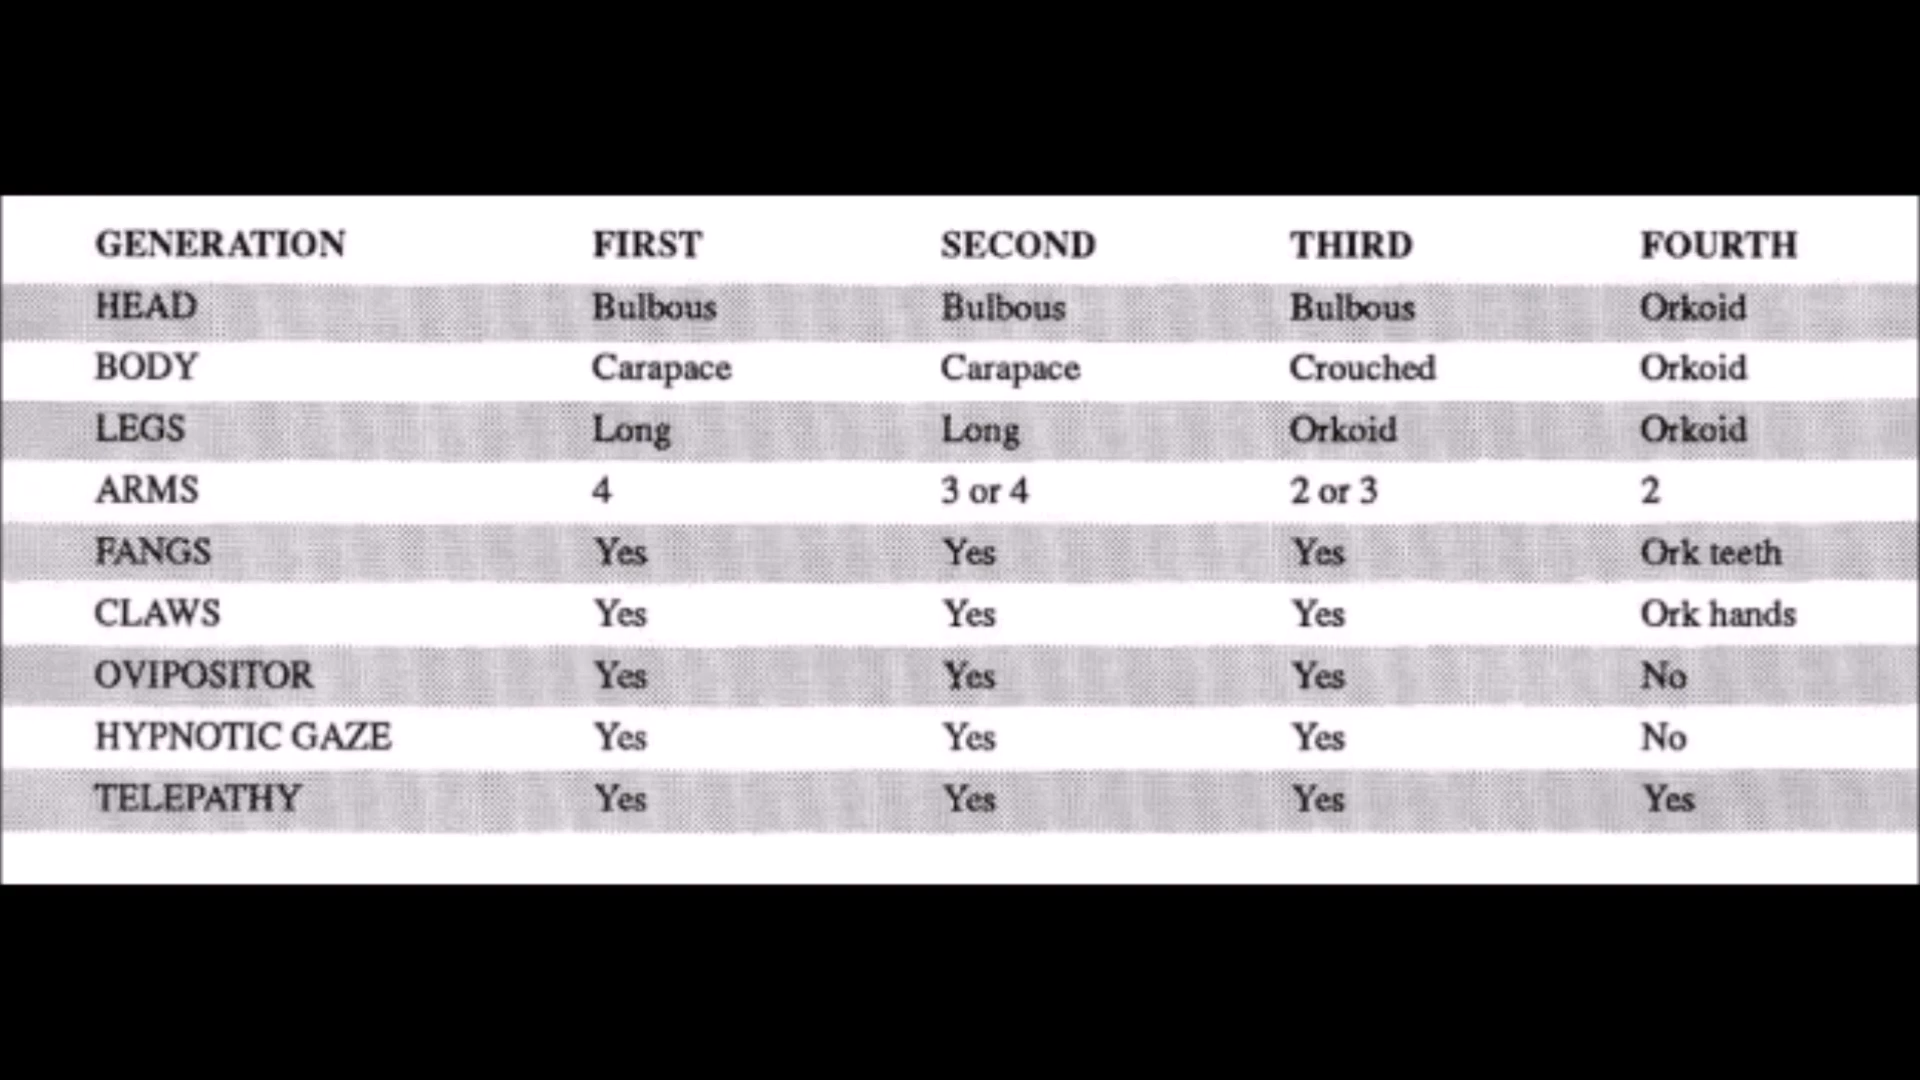 GENERATION FIRST SECOND THIRD FOURTH
HEAD Bulbous Bulbous Bulbous Orkoid
BODY Carapace Carapace Crouched Orkoid
LEGS Long Long Orkoid Orkoid
ARMS 4 3 or 4 2 or 3 2
FANGS Yes Yes Yes Ork teeth
CLAWS Yes Yes Yes Ork hands
OVIPOSITOR Yes Yes Yes No
HYPNOTIC GAZE Yes Yes Yes No
TELEPATHY Yes Yes Yes Yes